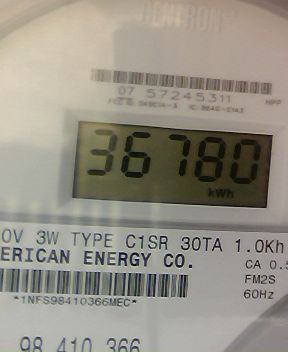 CENTRON
07 57245311
36780
kWh
0V 3W TYPE C1SR 30TA 1.0Kh
ERICAN ENERGY CO.
CA 0.5
FM2S
60Hz
*1NFS98410366MEC*
98 410 366